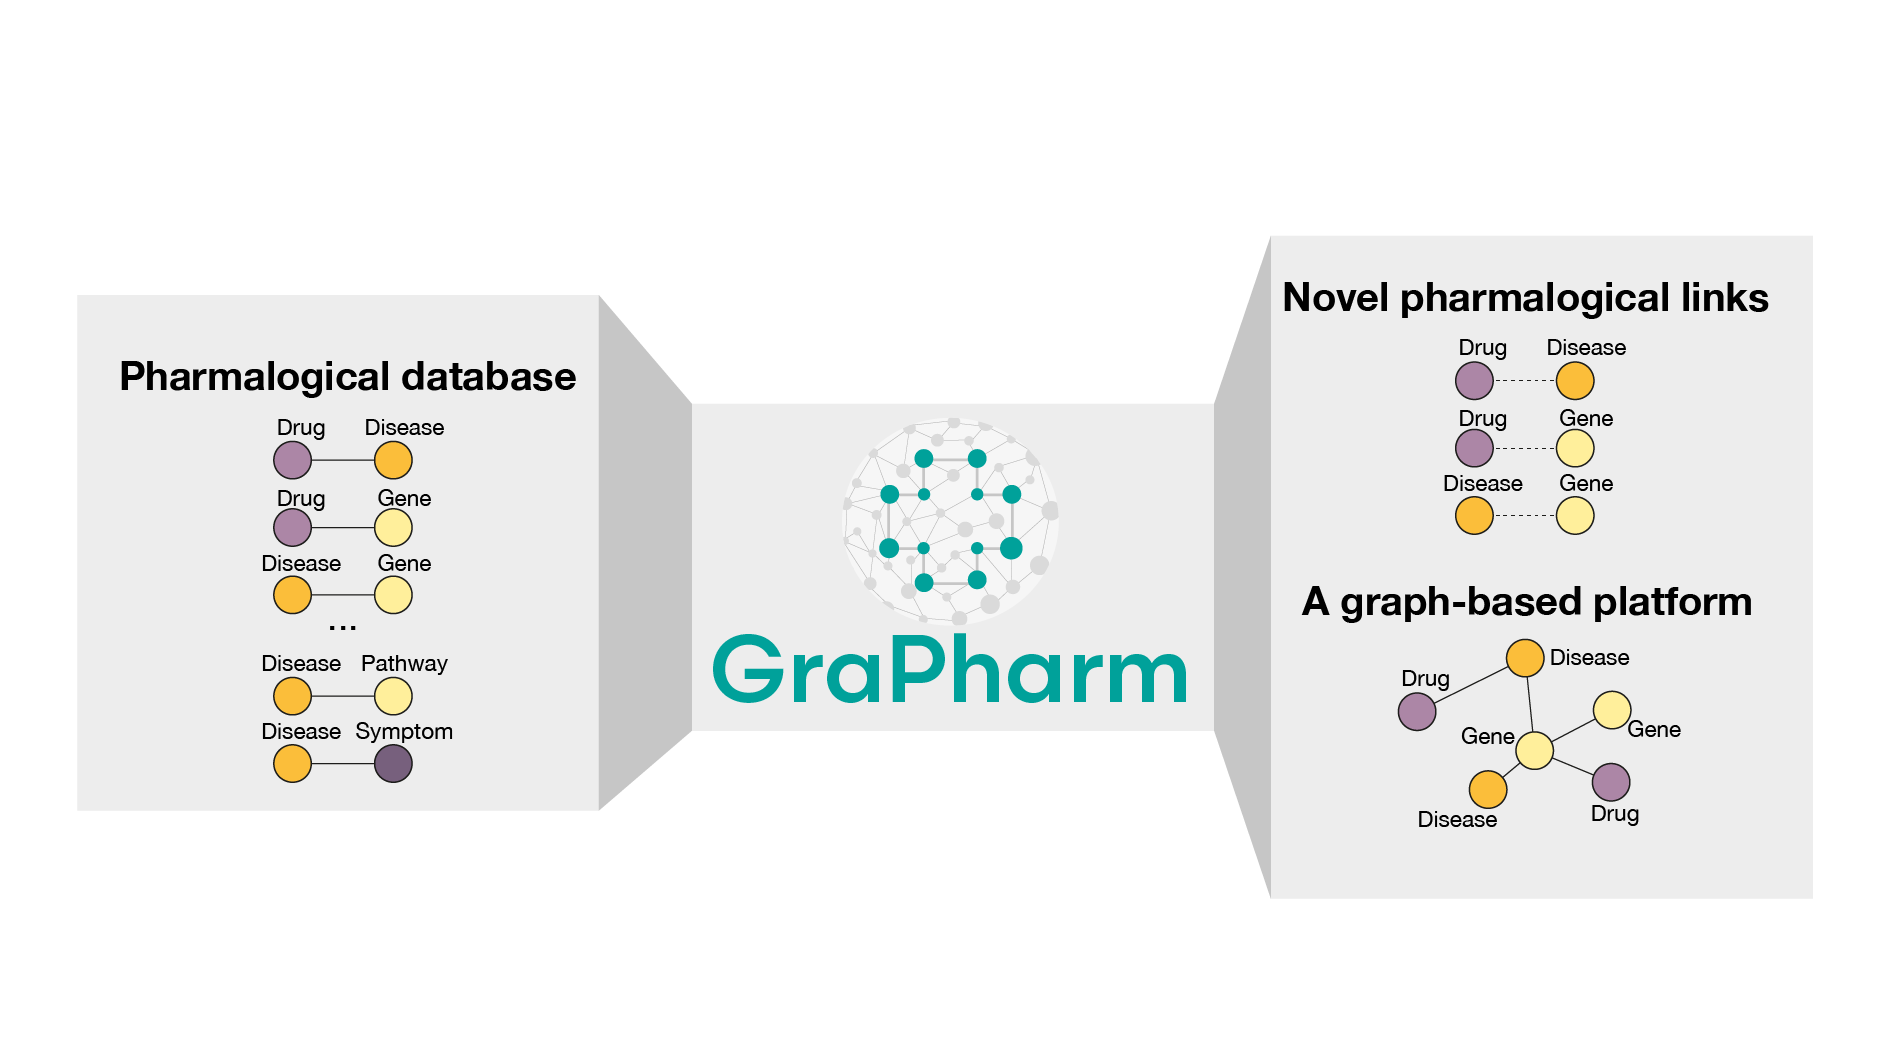 Pharmalogical database
Drug Disease
Drug Gene
Disease Gene
...
Disease Pathway
Disease Symptom
GraPharm
Novel pharmalogical links
Drug Disease
Drug Gene
Disease Gene
A graph-based platform
Disease
Drug
Gene
Gene
Drug
Disease